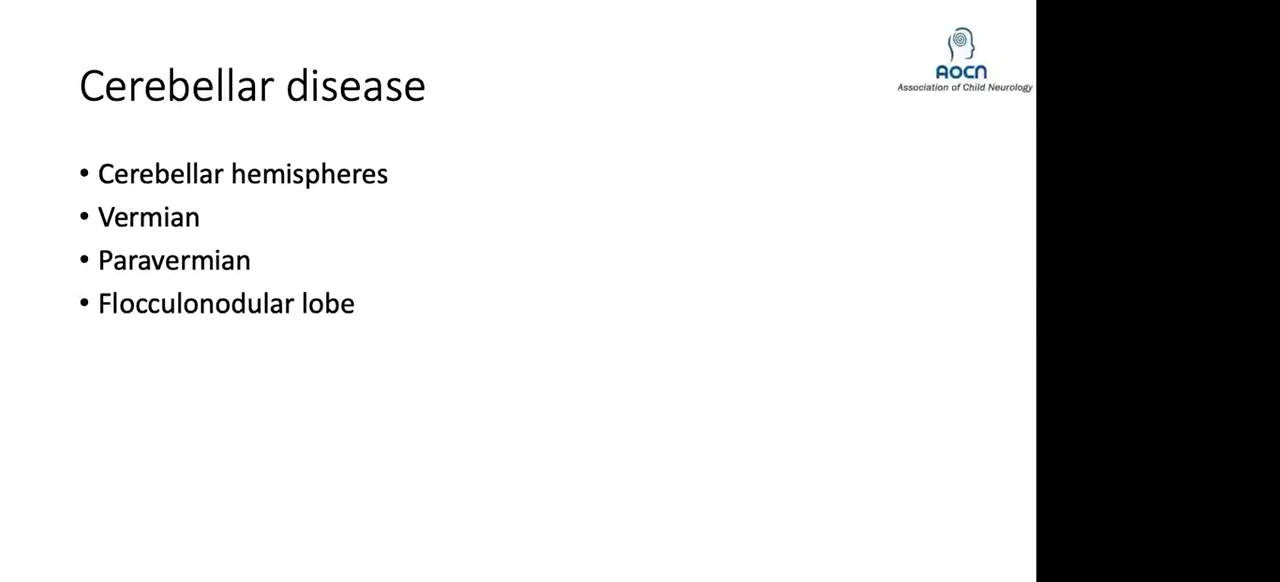 AOCN
Association of Child Neurology
Cerebellar disease
• Cerebellar hemispheres
• Vermian
• Paravermian
• Flocculonodular lobe